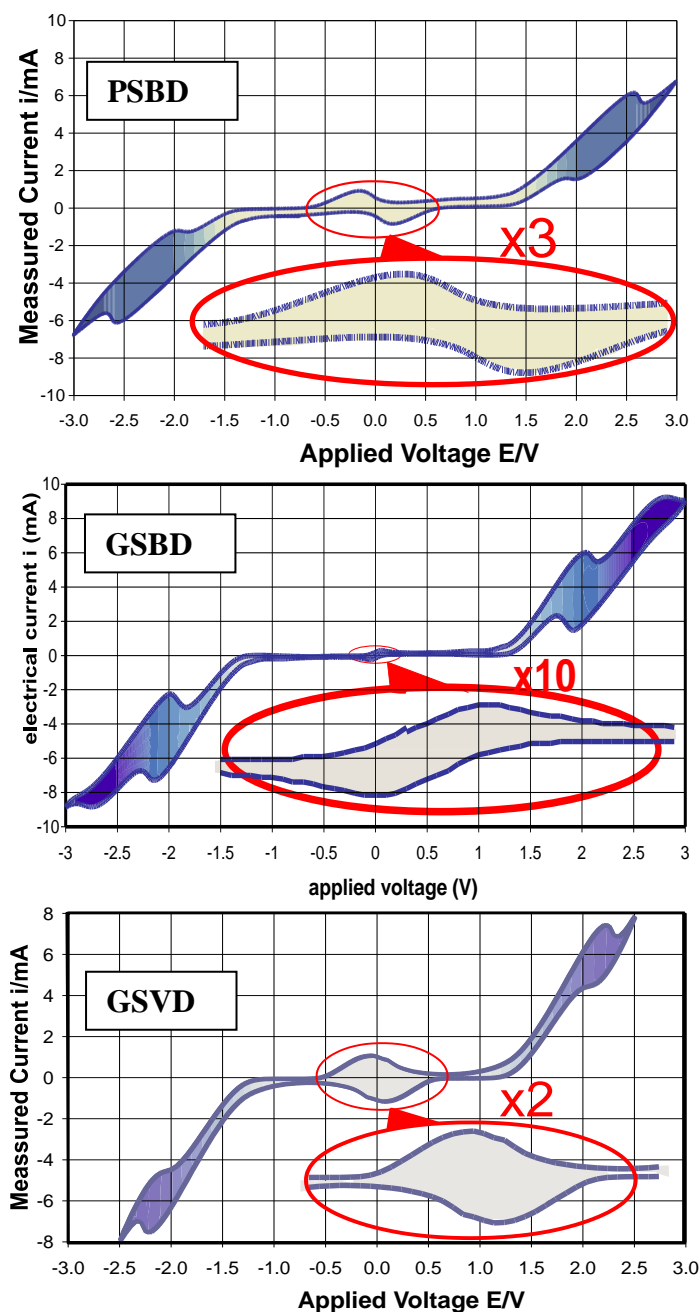 10
8
PSBD
6
4
2
0
-2
-4
-6
-8
-10
x3
Meassured Current i/mA
-3.0 -2.5 -2.0 -1.5 -1.0 -0.5 0.0 0.5 1.0 1.5 2.0 2.5 3.0
Applied Voltage E/V
10
8
GSBD
6
4
2
0
-2
-4
-6
-8
-10
x10
electrical current i (mA)
-3 -2.5 -2 -1.5 -1 -0.5 0 0.5 1 1.5 2 2.5 3
applied voltage (V)
8
6
GSVD
4
2
0
-2
-4
-6
-8
x2
Meassured Current i/mA
-3.0 -2.5 -2.0 -1.5 -1.0 -0.5 0.0 0.5 1.0 1.5 2.0 2.5 3.0
Applied Voltage E/V